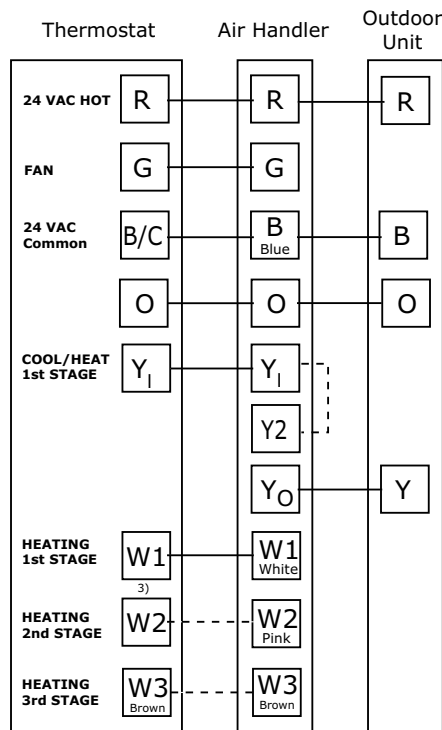 Thermostat Air Handler Outdoor
Unit
24 VAC HOT R R R
FAN G G
24 VAC
Common B/C B B
Blue
O O O
COOL/HEAT
1st STAGE Y1 Y1
Y2
YO Y
HEATING
1st STAGE W1 W1
White
3)
HEATING
2nd STAGE W2 W2
Pink
HEATING
3rd STAGE W3 W3
Brown Brown